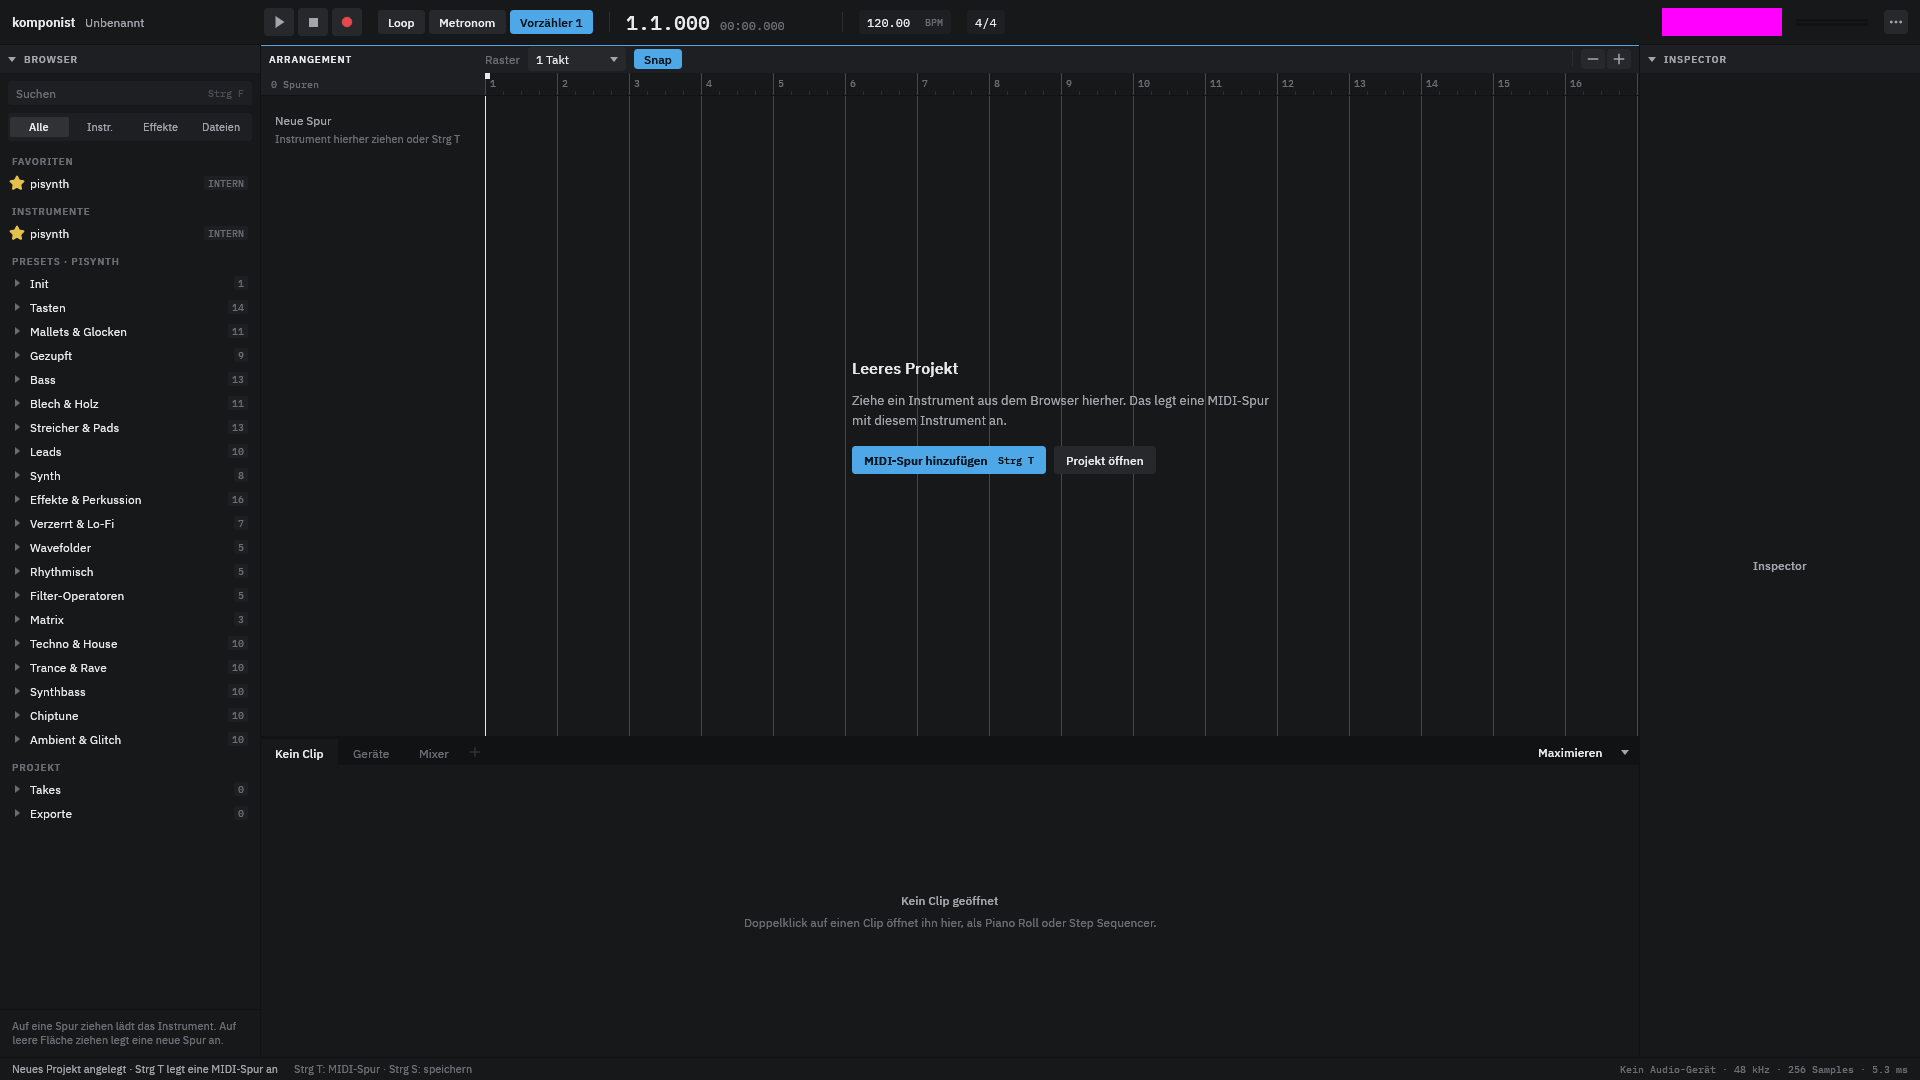 komponist Unbenannt
Loop Metronom Vorzähler 1 1.1.000 00:00.000 120.00 BPM 4/4
BROWSER
Suchen Strg F
Alle Instr. Effekte Dateien
FAVORITEN
pisynth INTERN
INSTRUMENTE
pisynth INTERN
PRESETS · PISYNTH
Init 1
Tasten 14
Mallets & Glocken 11
Gezupft 9
Bass 13
Blech & Holz 11
Streicher & Pads 13
Leads 10
Synth 8
Effekte & Perkussion 16
Verzerrt & Lo-Fi 7
Wavefolder 5
Rhythmisch 5
Filter-Operatoren 5
Matrix 3
Techno & House 10
Trance & Rave 10
Synthbass 10
Chiptune 10
Ambient & Glitch 10
PROJEKT
Takes 0
Exporte 0
Auf eine Spur ziehen lädt das Instrument. Auf
leere Fläche ziehen legt eine neue Spur an.
ARRANGEMENT Raster 1 Takt Snap
0 Spuren 1 2 3 4 5 6 7 8 9 10 11 12 13 14 15 16
Neue Spur
Instrument hierher ziehen oder Strg T
Leeres Projekt
Ziehe ein Instrument aus dem Browser hierher. Das legt eine MIDI-Spur
mit diesem Instrument an.
MIDI-Spur hinzufügen Strg T Projekt öffnen
Kein Clip Geräte Mixer Maximieren
Kein Clip geöffnet
Doppelklick auf einen Clip öffnet ihn hier, als Piano Roll oder Step Sequencer.
INSPECTOR
Inspector
Neues Projekt angelegt · Strg T legt eine MIDI-Spur an Strg T: MIDI-Spur · Strg S: speichern
Kein Audio-Gerät · 48 kHz · 256 Samples · 5.3 ms